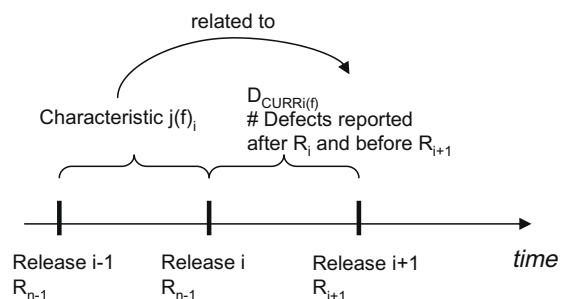 related to
Characteristic j(f)i
DCURRi(f)
# Defects reported
after Ri and before Ri+1
Release i-1
Rn-1
Release i
Rn-1
Release i+1
Ri+1
time